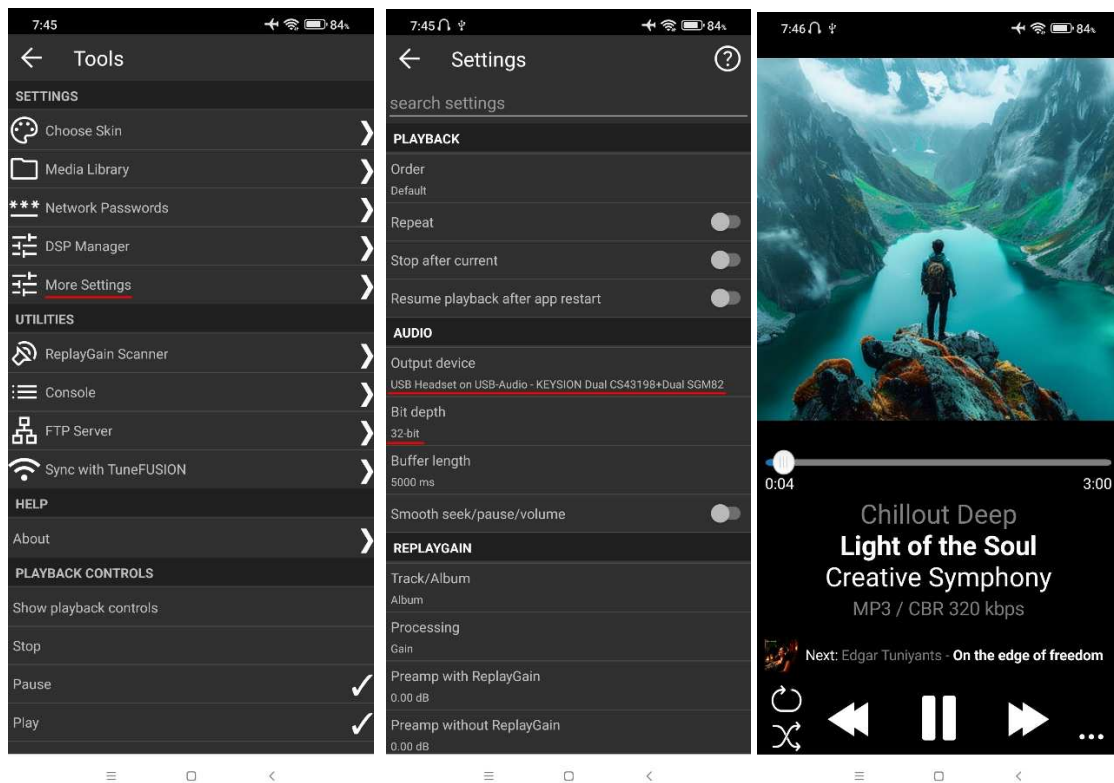 7:45
84%
Tools
SETTINGS
Choose Skin
Media Library
*** Network Passwords
DSP Manager
More Settings
UTILITIES
ReplayGain Scanner
Console
FTP Server
Sync with TuneFUSION
HELP
About
PLAYBACK CONTROLS
Show playback controls
Stop
Pause
Play
7:45
84%
Settings
?
search settings
PLAYBACK
Order
Default
Repeat
Stop after current
Resume playback after app restart
AUDIO
Output device
USB Headset on USB-Audio - KEYSION Dual CS43198+Dual SGM82
Bit depth
32-bit
Buffer length
5000 ms
Smooth seek/pause/volume
REPLAYGAIN
Track/Album
Album
Processing
Gain
Preamp with ReplayGain
0.00 dB
Preamp without ReplayGain
0.00 dB
7:46
84%
0:04 3:00
Chillout Deep
Light of the Soul
Creative Symphony
MP3 / CBR 320 kbps
Next: Edgar Tuniyants - On the edge of freedom